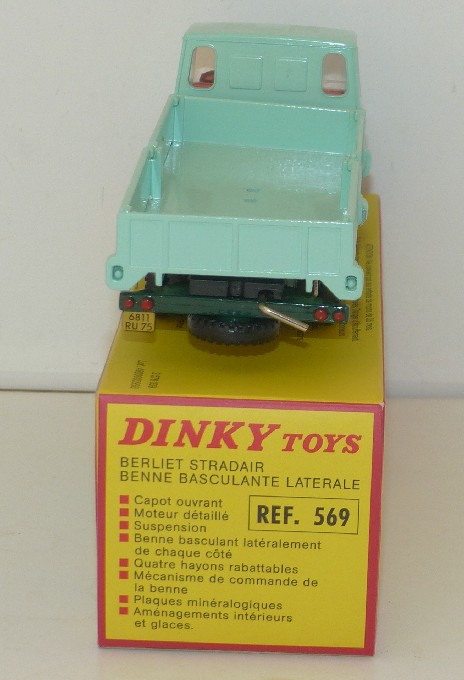 6811
RU 75
DINKY TOYS
BERLIET STRADAIR
BENNE BASCULANTE LATERALE
Capot ouvrant
Moteur détaillé
Suspension
Benne basculant latéralement
de chaque côté
Quatre hayons rabattables
Mécanisme de commande de
la benne
Plaques minéralogiques
Aménagements intérieurs
et glaces.
REF. 569